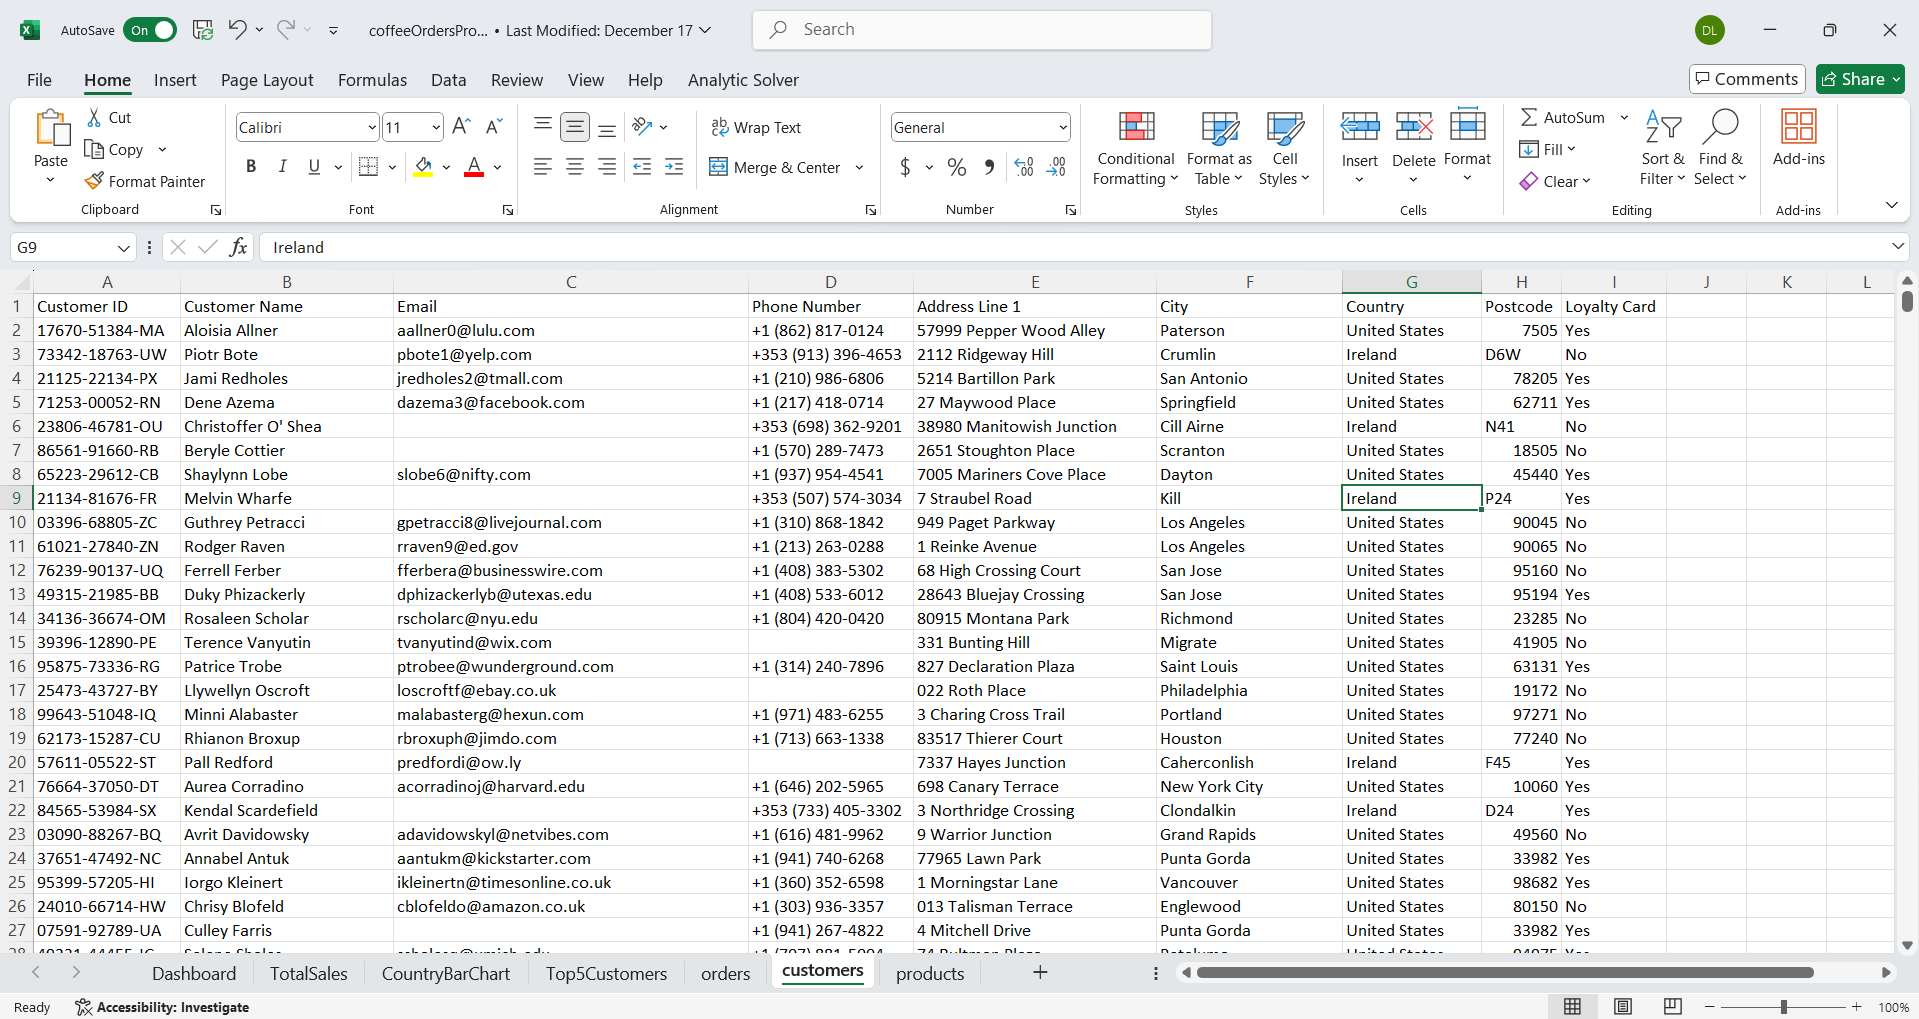 AutoSave On coffeeOrdersPro... • Last Modified: December 17 Search DL
File Home Insert Page Layout Formulas Data Review View Help Analytic Solver Comments Share
Paste Cut Calibri 11 Wrap Text General Conditional Formatting Format as Table Cell Styles Insert Delete Format AutoSum Sort & Filter Find & Select Add-ins
Copy B I U A Merge & Center $ % Fill
Format Painter Clear
Clipboard Font Alignment Number Styles Cells Editing Add-ins
G9 fx Ireland
A B C D E F G H I J K L
1 Customer ID Customer Name Email Phone Number Address Line 1 City Country Postcode Loyalty Card
2 17670-51384-MA Aloisia Allner aallner0@lulu.com +1 (862) 817-0124 57999 Pepper Wood Alley Paterson United States 7505 Yes
3 73342-18763-UW Piotr Bote pbote1@yelp.com +353 (913) 396-4653 2112 Ridgeway Hill Crumlin Ireland D6W No
4 21125-22134-PX Jami Redholes jredholes2@tmall.com +1 (210) 986-6806 5214 Bartillon Park San Antonio United States 78205 Yes
5 71253-00052-RN Dene Azema dazema3@facebook.com +1 (217) 418-0714 27 Maywood Place Springfield United States 62711 Yes
6 23806-46781-OU Christoffer O' Shea +353 (698) 362-9201 38980 Manitowish Junction Cill Airne Ireland N41 No
7 86561-91660-RB Beryle Cottier +1 (570) 289-7473 2651 Stoughton Place Scranton United States 18505 No
8 65223-29612-CB Shaylynn Lobe slobe6@nifty.com +1 (937) 954-4541 7005 Mariners Cove Place Dayton United States 45440 Yes
9 21134-81676-FR Melvin Wharfe +353 (507) 574-3034 7 Straubel Road Kill Ireland P24 Yes
10 03396-68805-ZC Guthrey Petracci gpetracci8@livejournal.com +1 (310) 868-1842 949 Paget Parkway Los Angeles United States 90045 No
11 61021-27840-ZN Rodger Raven rraven9@ed.gov +1 (213) 263-0288 1 Reinke Avenue Los Angeles United States 90065 No
12 76239-90137-UQ Ferrell Ferber fferbera@businesswire.com +1 (408) 383-5302 68 High Crossing Court San Jose United States 95160 No
13 49315-21985-BB Duky Phizackerly dphizackerlyb@utexas.edu +1 (408) 533-6012 28643 Bluejay Crossing San Jose United States 95194 Yes
14 34136-36674-OM Rosaleen Scholar rscholarc@nyu.edu +1 (804) 420-0420 80915 Montana Park Richmond United States 23285 No
15 39396-12890-PE Terence Vanyutin tvanyutind@wix.com 331 Bunting Hill Migrate United States 41905 No
16 95875-73336-RG Patrice Trobe ptrobee@wunderground.com +1 (314) 240-7896 827 Declaration Plaza Saint Louis United States 63131 Yes
17 25473-43727-BY Llywellyn Oscroft loscroftf@ebay.co.uk 022 Roth Place Philadelphia United States 19172 No
18 99643-51048-IQ Minni Alabaster malabasterg@hexun.com +1 (971) 483-6255 3 Charing Cross Trail Portland United States 97271 No
19 62173-15287-CU Rhianon Broxup rbroxuph@jimdo.com +1 (713) 663-1338 83517 Thierer Court Houston United States 77240 No
20 57611-05522-ST Pall Redford predfordi@ow.ly 7337 Hayes Junction Caherconlish Ireland F45 Yes
21 76664-37050-DT Aurea Corradino acorradinoj@harvard.edu +1 (646) 202-5965 698 Canary Terrace New York City United States 10060 Yes
22 84565-53984-SX Kendal Scardefield +353 (733) 405-3302 3 Northridge Crossing Clondalkin Ireland D24 Yes
23 03090-88267-BQ Avrit Davidowsky adavidowskyl@netvibes.com +1 (616) 481-9962 9 Warrior Junction Grand Rapids United States 49560 No
24 37651-47492-NC Annabel Antuk aantukm@kickstarter.com +1 (941) 740-6268 77965 Lawn Park Punta Gorda United States 33982 Yes
25 95399-57205-HI Iorgo Kleinert ikleinertn@timesonline.co.uk +1 (360) 352-6598 1 Morningstar Lane Vancouver United States 98682 Yes
26 24010-66714-HW Chrisy Blofeld cblofeldo@amazon.co.uk +1 (303) 936-3357 013 Talisman Terrace Englewood United States 80150 No
27 07591-92789-UA Culley Farris +1 (941) 267-4822 4 Mitchell Drive Punta Gorda United States 33982 Yes
Dashboard TotalSales CountryBarChart Top5Customers orders customers products
Ready Accessibility: Investigate 100%